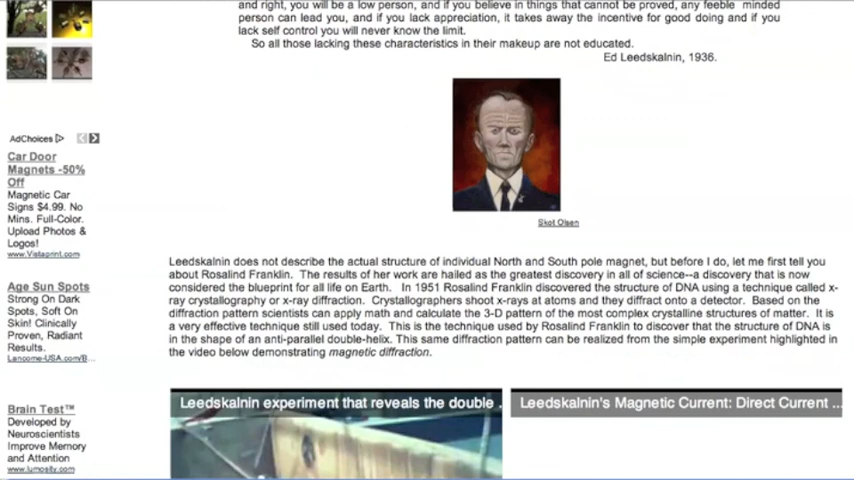 and right, you will be a low person, and if you believe in things that cannot be proved, any feeble minded
person can lead you, and if you lack appreciation, it takes away the incentive for good doing and if you
lack self control you will never know the limit.
So all those lacking these characteristics in their makeup are not educated.
Ed Leedskalnin, 1936.
Skot Olsen
AdChoices
Car Door
Magnets -50%
Off
Magnetic Car
Signs $4.99. No
Mins. Full-Color.
Upload Photos &
Logos!
www.Vistaprint.com
Age Sun Spots
Strong On Dark
Spots, Soft On
Skin! Clinically
Proven, Radiant
Results.
Lancome-USA.com/B...
Brain Test™
Developed by
Neuroscientists
Improve Memory
and Attention
www.lumosity.com
Leedskalnin does not describe the actual structure of individual North and South pole magnet, but before I do, let me first tell you
about Rosalind Franklin. The results of her work are hailed as the greatest discovery in all of science--a discovery that is now
considered the blueprint for all life on Earth. In 1951 Rosalind Franklin discovered the structure of DNA using a technique called x-
ray crystallography or x-ray diffraction. Crystallographers shoot x-rays at atoms and they diffract onto a detector. Based on the
diffraction pattern scientists can apply math and calculate the 3-D pattern of the most complex crystalline structures of matter. It is
a very effective technique still used today. This is the technique used by Rosalind Franklin to discover that the structure of DNA is
in the shape of an anti-parallel double-helix. This same diffraction pattern can be realized from the simple experiment highlighted in
the video below demonstrating magnetic diffraction.
Leedskalnin experiment that reveals the double ...
Leedskalnin's Magnetic Current: Direct Current ...